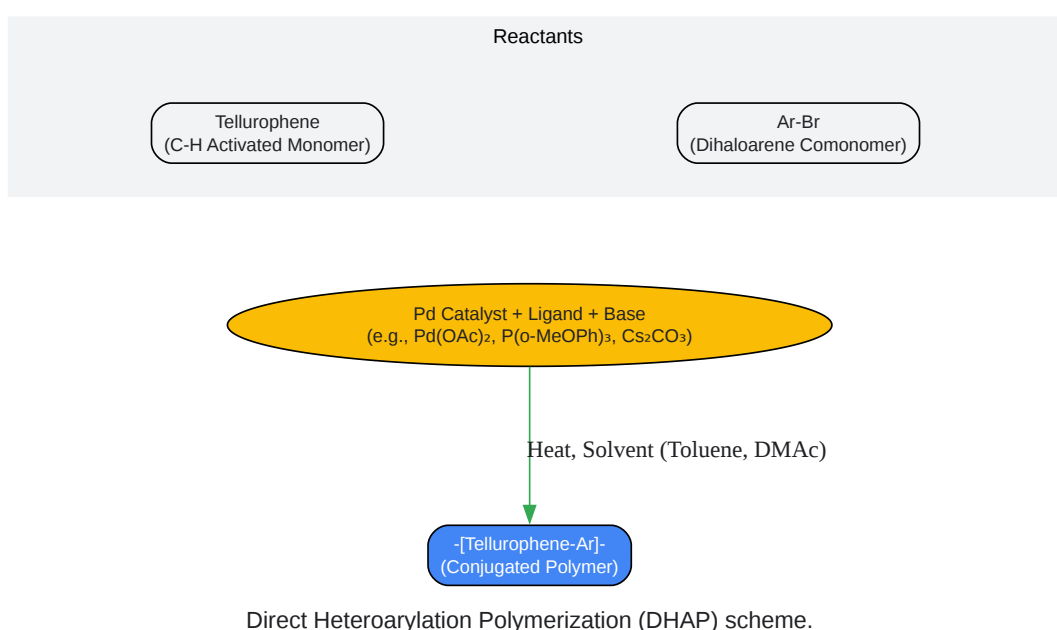 Reactants
Tellurophene
(C-H Activated Monomer)
Ar-Br
(Dihaloarene Comonomer)
Pd Catalyst + Ligand + Base
(e.g., Pd(OAc)₂, P(o-MeOPh)₃, Cs₂CO₃)
Heat, Solvent (Toluene, DMAc)
-[Tellurophene-Ar]-
(Conjugated Polymer)
Direct Heteroarylation Polymerization (DHAP) scheme.